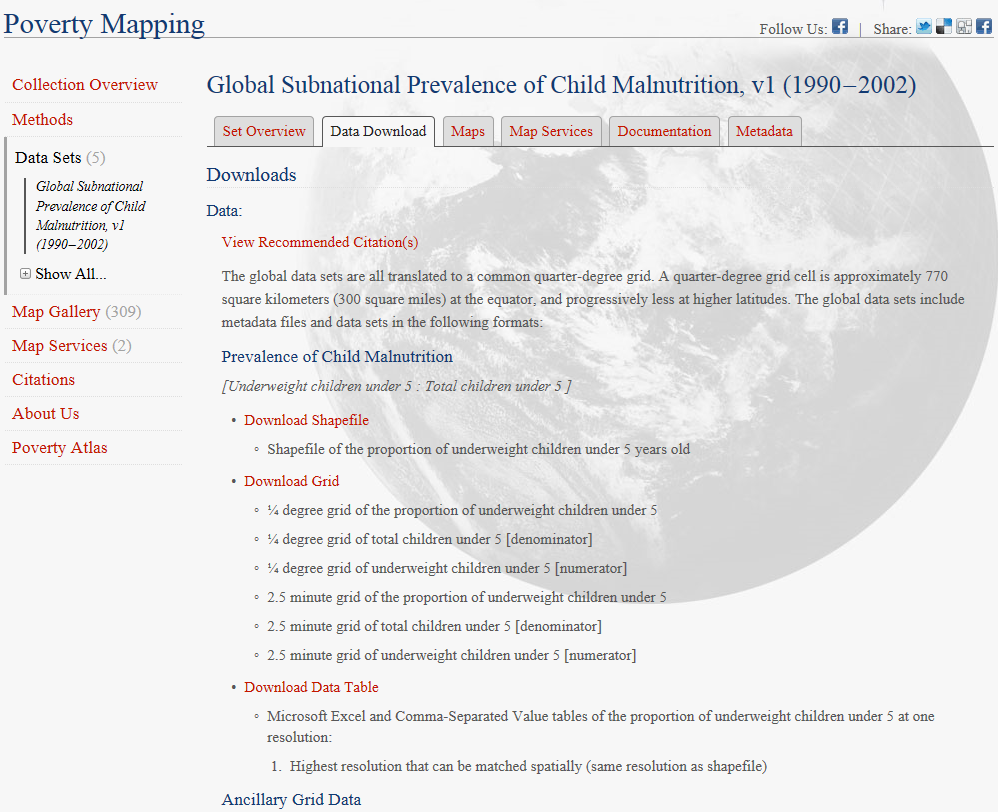 Poverty Mapping
Follow Us: | Share:
Collection Overview
Methods
Data Sets (5)
Global Subnational
Prevalence of Child
Malnutrition, v1
(1990–2002)
Show All...
Map Gallery (309)
Map Services (2)
Citations
About Us
Poverty Atlas
Global Subnational Prevalence of Child Malnutrition, v1 (1990–2002)
Set Overview Data Download Maps Map Services Documentation Metadata
Downloads
Data:
View Recommended Citation(s)
The global data sets are all translated to a common quarter-degree grid. A quarter-degree grid cell is approximately 770
square kilometers (300 square miles) at the equator, and progressively less at higher latitudes. The global data sets include
metadata files and data sets in the following formats:
Prevalence of Child Malnutrition
[Underweight children under 5 : Total children under 5 ]
• Download Shapefile
◦ Shapefile of the proportion of underweight children under 5 years old
• Download Grid
◦ ¼ degree grid of the proportion of underweight children under 5
◦ ¼ degree grid of total children under 5 [denominator]
◦ ¼ degree grid of underweight children under 5 [numerator]
◦ 2.5 minute grid of the proportion of underweight children under 5
◦ 2.5 minute grid of total children under 5 [denominator]
◦ 2.5 minute grid of underweight children under 5 [numerator]
• Download Data Table
◦ Microsoft Excel and Comma-Separated Value tables of the proportion of underweight children under 5 at one
resolution:
1. Highest resolution that can be matched spatially (same resolution as shapefile)
Ancillary Grid Data